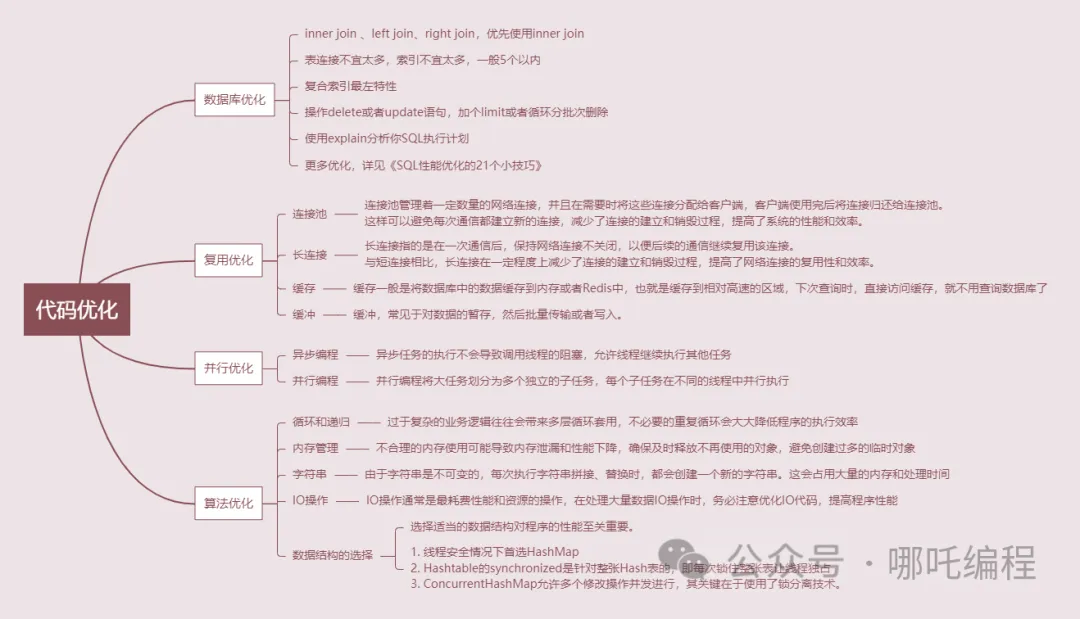 代码优化
数据库优化
inner join 、left join、right join，优先使用inner join
表连接不宜太多，索引不宜太多，一般5个以内
复合索引最左特性
操作delete或者update语句，加个limit或者循环分批次删除
使用explain分析你SQL执行计划
更多优化，详见《SQL性能优化的21个小技巧》
复用优化
连接池
连接池管理着一定数量的网络连接，并且在需要时将这些连接分配给客户端，客户端使用完后将连接归还给连接池。
这样可以避免每次通信都建立新的连接，减少了连接的建立和销毁过程，提高了系统的性能和效率。
长连接
长连接指的是在一次通信后，保持网络连接不关闭，以便后续的通信继续复用该连接。
与短连接相比，长连接在一定程度上减少了连接的建立和销毁过程，提高了网络连接的复用性和效率。
缓存
缓存一般是将数据库中的数据缓存到内存或者Redis中，也就是缓存到相对高速的区域，下次查询时，直接访问缓存，就不用查询数据库了
缓冲
缓冲，常见于对数据的暂存，然后批量传输或者写入。
并行优化
异步编程
异步任务的执行不会导致调用线程的阻塞，允许线程继续执行其他任务
并行编程
并行编程将大任务划分为多个独立的子任务，每个子任务在不同的线程中并行执行
算法优化
循环和递归
过于复杂的业务逻辑往往会带来多层循环套用，不必要的重复循环会大大降低程序的执行效率
内存管理
不合理的内存使用可能导致内存泄漏和性能下降，确保及时释放不再使用的对象，避免创建过多的临时对象
字符串
由于字符串是不可变的，每次执行字符串拼接、替换时，都会创建一个新的字符串。这会占用大量的内存和处理时间
IO操作
IO操作通常是最耗费性能和资源的操作，在处理大量数据IO操作时，务必注意优化IO代码，提高程序性能
数据结构的选择
选择适当的数据结构对程序的性能至关重要。
1. 线程安全情况下首选HashMap
2. Hashtable的synchronized是针对整张Hash表的，即每次锁住整张表让线程独占
3. ConcurrentHashMap允许多个修改操作并发进行，其关键在于使用了锁分离技术。
公众号 · 哪吒编程